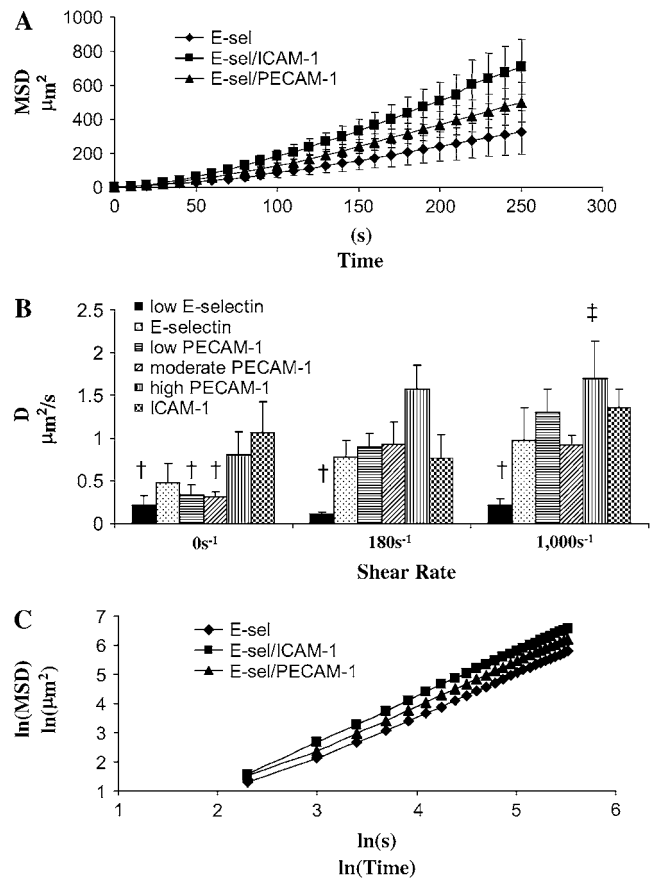 A
MSD
μm²
1000
800
600
400
200
0
E-sel
E-sel/ICAM-1
E-sel/PECAM-1
0 50 100 150 200 250 300
(s)
Time
B
D
μm²/s
2.5
2
1.5
1
0.5
0
low E-selectin
E-selectin
low PECAM-1
moderate PECAM-1
high PECAM-1
ICAM-1
† † † † † ‡
0s⁻¹ 180s⁻¹ 1,000s⁻¹
Shear Rate
C
ln(MSD)
ln(μm²)
7
6
5
4
3
2
1
E-sel
E-sel/ICAM-1
E-sel/PECAM-1
1 2 3 4 5 6
ln(s)
ln(Time)